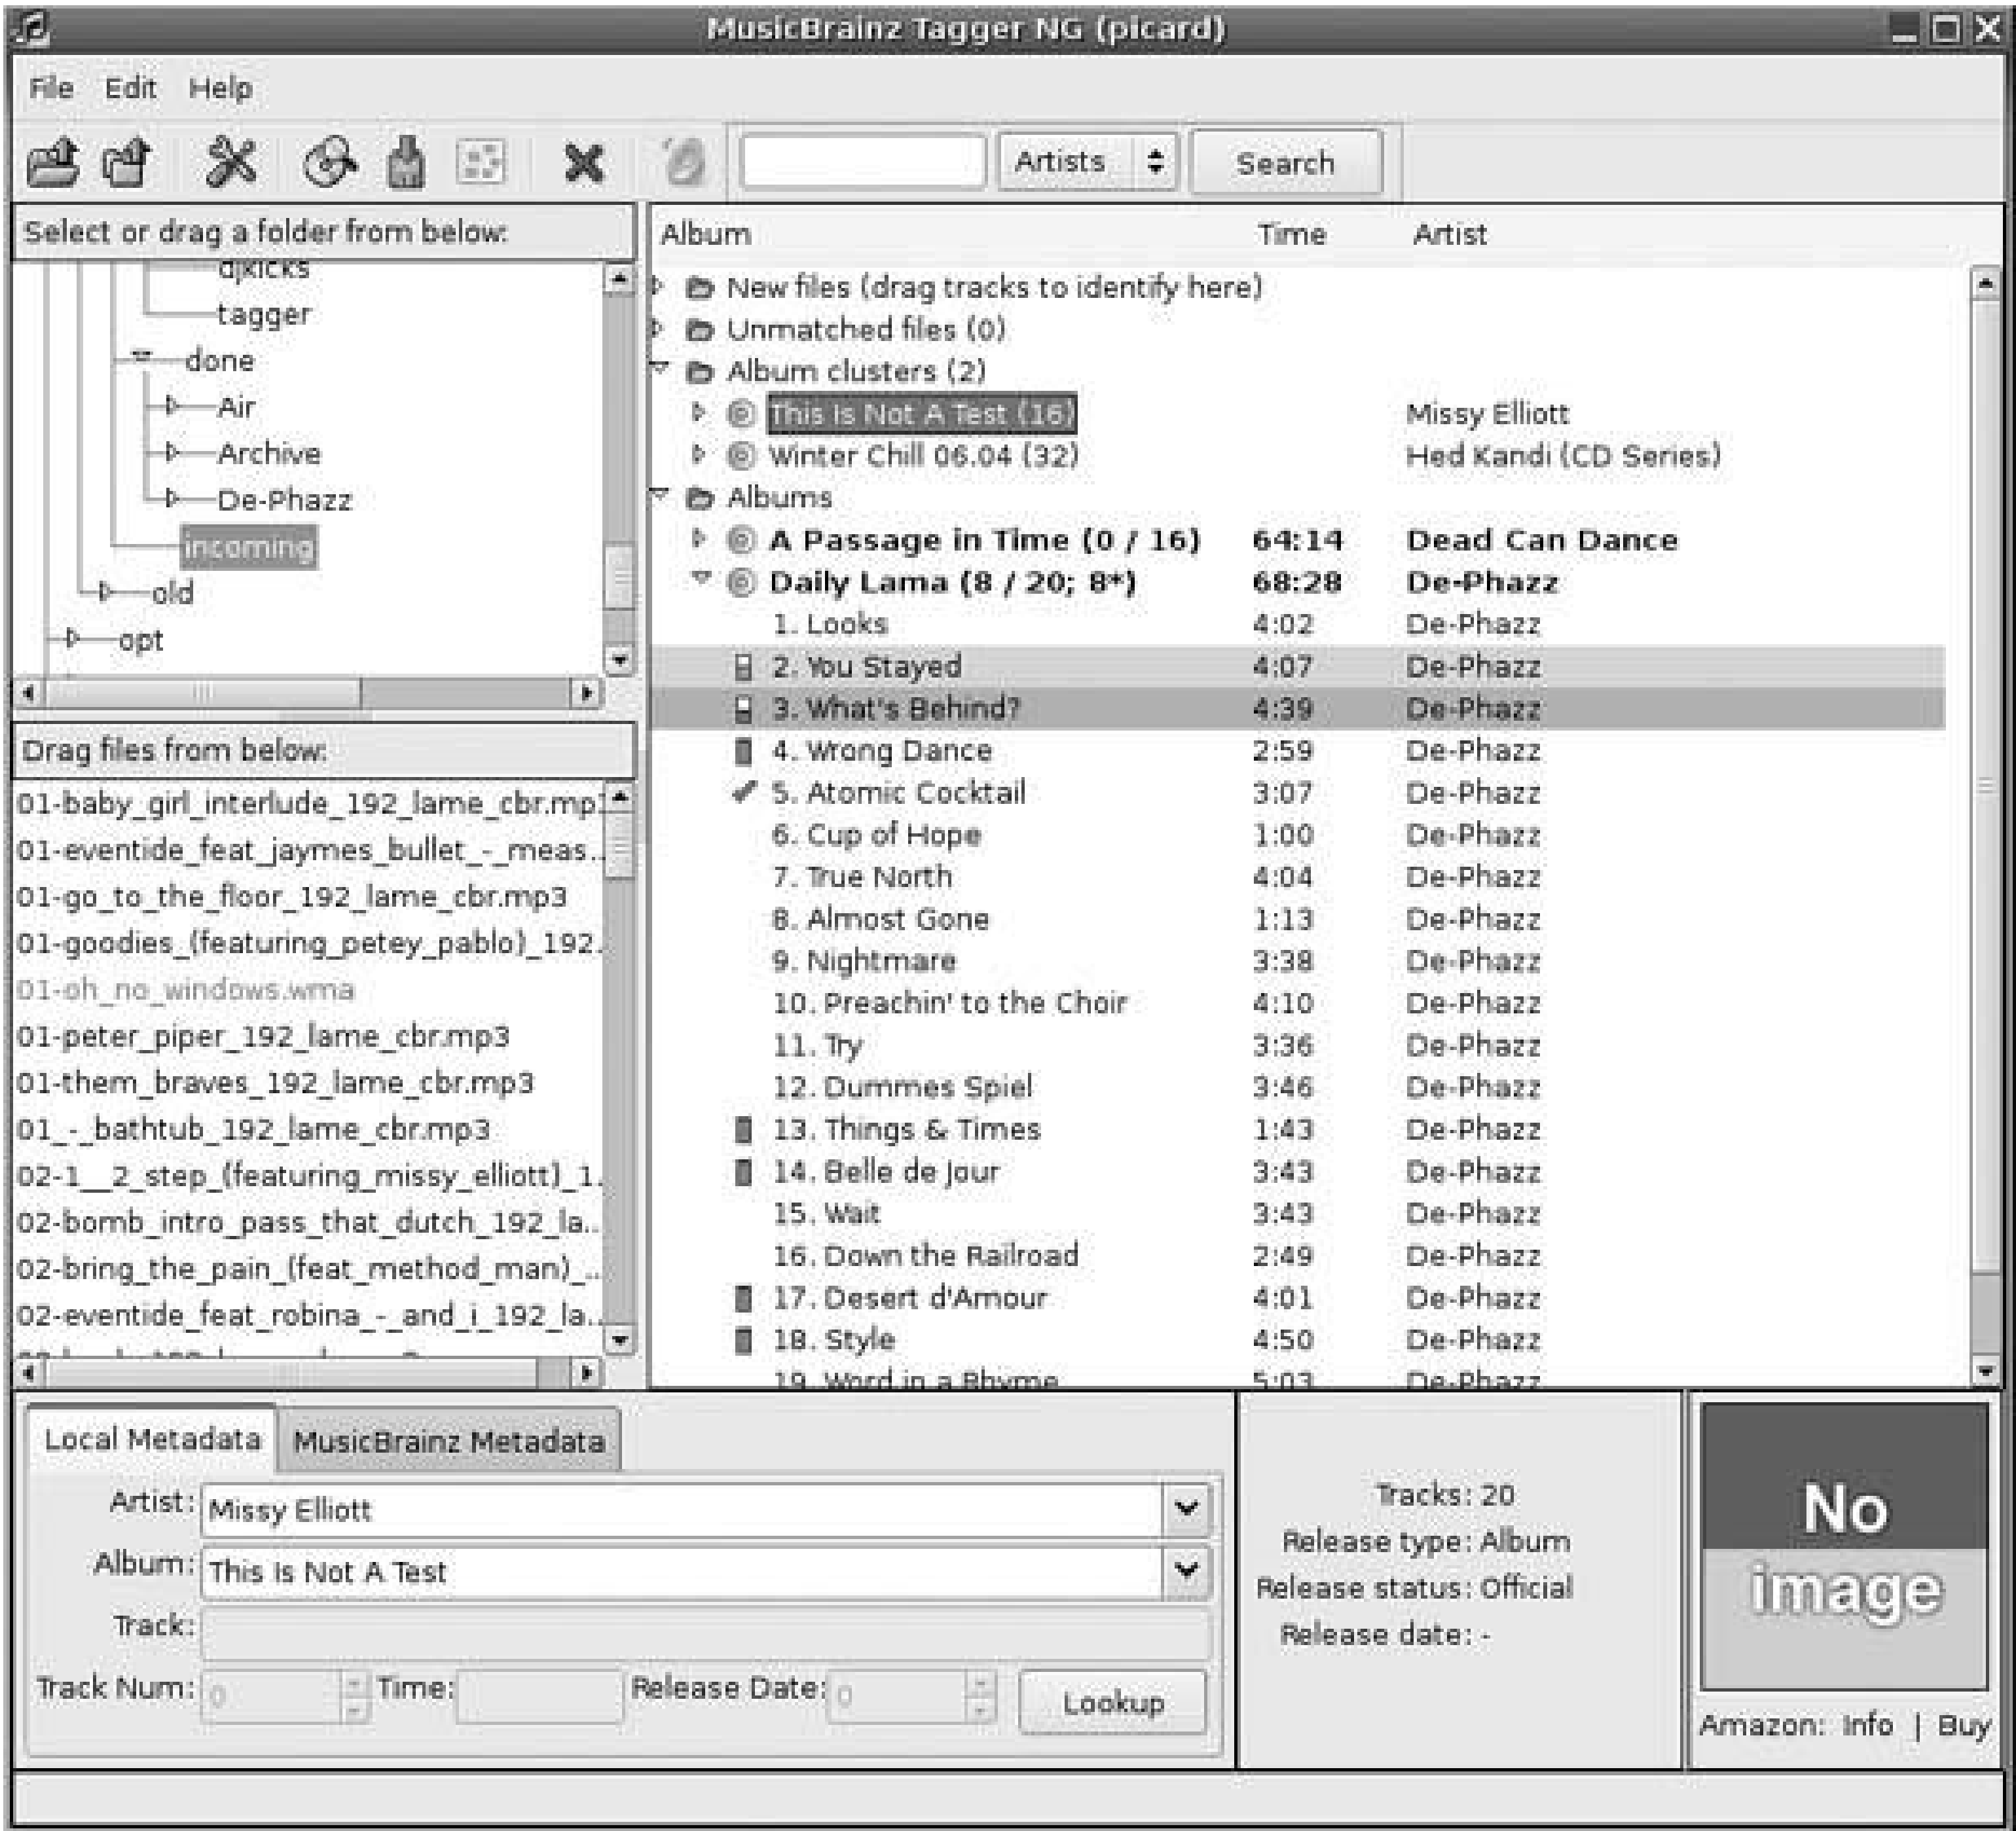 MusicBrainz Tagger NG (picard)
File Edit Help
Artists Search
Select or drag a folder from below:
djkicks
tagger
done
Air
Archive
De-Phazz
incoming
old
opt
Drag files from below:
01-baby_girl_interlude_192_lame_cbr.mp
01-eventide_feat_jaymes_bullet_-_meas..
01-go_to_the_floor_192_lame_cbr.mp3
01-goodies_(featuring_petey_pablo)_192.
01-oh_no_windows.wma
01-peter_piper_192_lame_cbr.mp3
01-them_braves_192_lame_cbr.mp3
01_-_bathtub_192_lame_cbr.mp3
02-1__2_step_(featuring_missy_elliott)_1.
02-bomb_intro_pass_that_dutch_192_la..
02-bring_the_pain_(feat_method_man)_..
02-eventide_feat_robina_-_and_i_192_la..
Album Time Artist
New files (drag tracks to identify here)
Unmatched files (0)
Album clusters (2)
This Is Not A Test (16) Missy Elliott
Winter Chill 06.04 (32) Hed Kandi (CD Series)
Albums
A Passage in Time (0 / 16) 64:14 Dead Can Dance
Daily Lama (8 / 20; 8*) 68:28 De-Phazz
1. Looks 4:02 De-Phazz
2. You Stayed 4:07 De-Phazz
3. What's Behind? 4:39 De-Phazz
4. Wrong Dance 2:59 De-Phazz
5. Atomic Cocktail 3:07 De-Phazz
6. Cup of Hope 1:00 De-Phazz
7. True North 4:04 De-Phazz
8. Almost Gone 1:13 De-Phazz
9. Nightmare 3:38 De-Phazz
10. Preachin' to the Choir 4:10 De-Phazz
11. Try 3:36 De-Phazz
12. Dummes Spiel 3:46 De-Phazz
13. Things & Times 1:43 De-Phazz
14. Belle de Jour 3:43 De-Phazz
15. Wait 3:43 De-Phazz
16. Down the Railroad 2:49 De-Phazz
17. Desert d'Amour 4:01 De-Phazz
18. Style 4:50 De-Phazz
19. Word in a Rhyme 5:03 De-Phazz
Local Metadata MusicBrainz Metadata
Artist: Missy Elliott
Album: This Is Not A Test
Track:
Track Num: 0 Time: Release Date: 0 Lookup
Tracks: 20
Release type: Album
Release status: Official
Release date: -
No
image
Amazon: Info | Buy